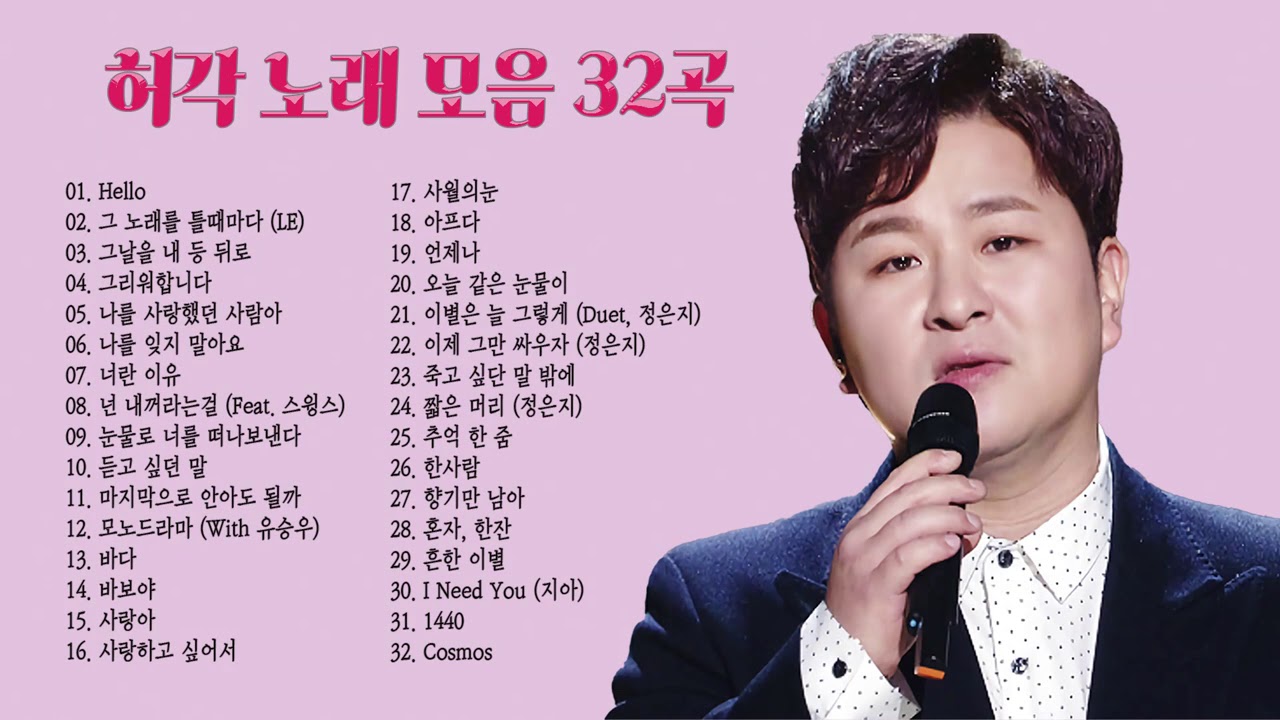 허각 노래 모음 32곡
01. Hello
02. 그 노래를 틀때마다 (LE)
03. 그날을 내 등 뒤로
04. 그리워합니다
05. 나를 사랑했던 사람아
06. 나를 잊지 말아요
07. 너란 이유
08. 넌 내꺼라는걸 (Feat. 스윙스)
09. 눈물로 너를 떠나보낸다
10. 듣고 싶던 말
11. 마지막으로 안아도 될까
12. 모노드라마 (With 유승우)
13. 바다
14. 바보야
15. 사랑아
16. 사랑하고 싶어서
17. 사월의눈
18. 아프다
19. 언제나
20. 오늘 같은 눈물이
21. 이별은 늘 그렇게 (Duet, 정은지)
22. 이제 그만 싸우자 (정은지)
23. 죽고 싶단 말 밖에
24. 짧은 머리 (정은지)
25. 추억 한 줌
26. 한사람
27. 향기만 남아
28. 혼자, 한잔
29. 흔한 이별
30. I Need You (지아)
31. 1440
32. Cosmos